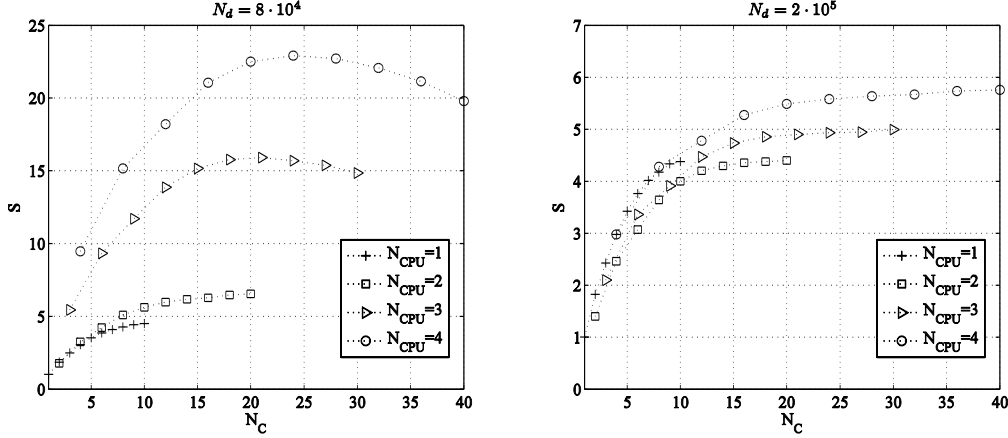 N_d = 8 · 10^4
25
20
15
10
5
0
S
5 10 15 20 25 30 35 40
N_C
N_CPU=1
N_CPU=2
N_CPU=3
N_CPU=4
N_d = 2 · 10^5
7
6
5
4
3
2
1
0
S
5 10 15 20 25 30 35 40
N_C
N_CPU=1
N_CPU=2
N_CPU=3
N_CPU=4